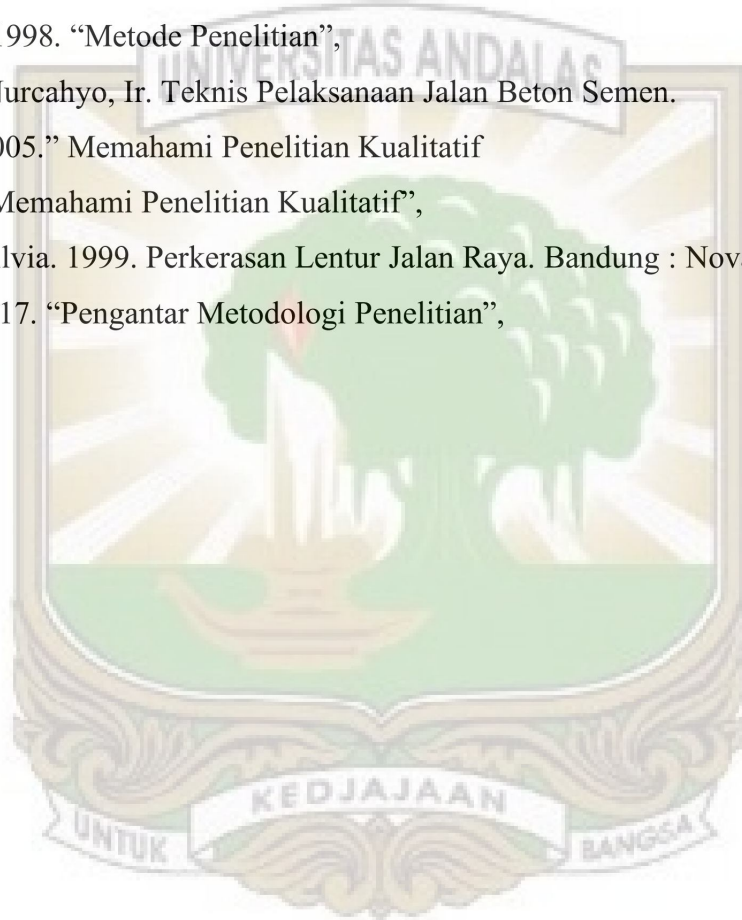 1998. “Metode Penelitian”,
UNIVERSITAS ANDALAS
Nurcahyo, Ir. Teknis Pelaksanaan Jalan Beton Semen.
005.” Memahami Penelitian Kualitatif
Memahami Penelitian Kualitatif”,
lvia. 1999. Perkerasan Lentur Jalan Raya. Bandung : Nova
17. “Pengantar Metodologi Penelitian”,
KEDJAJAAN
UNTUK
BANGSA